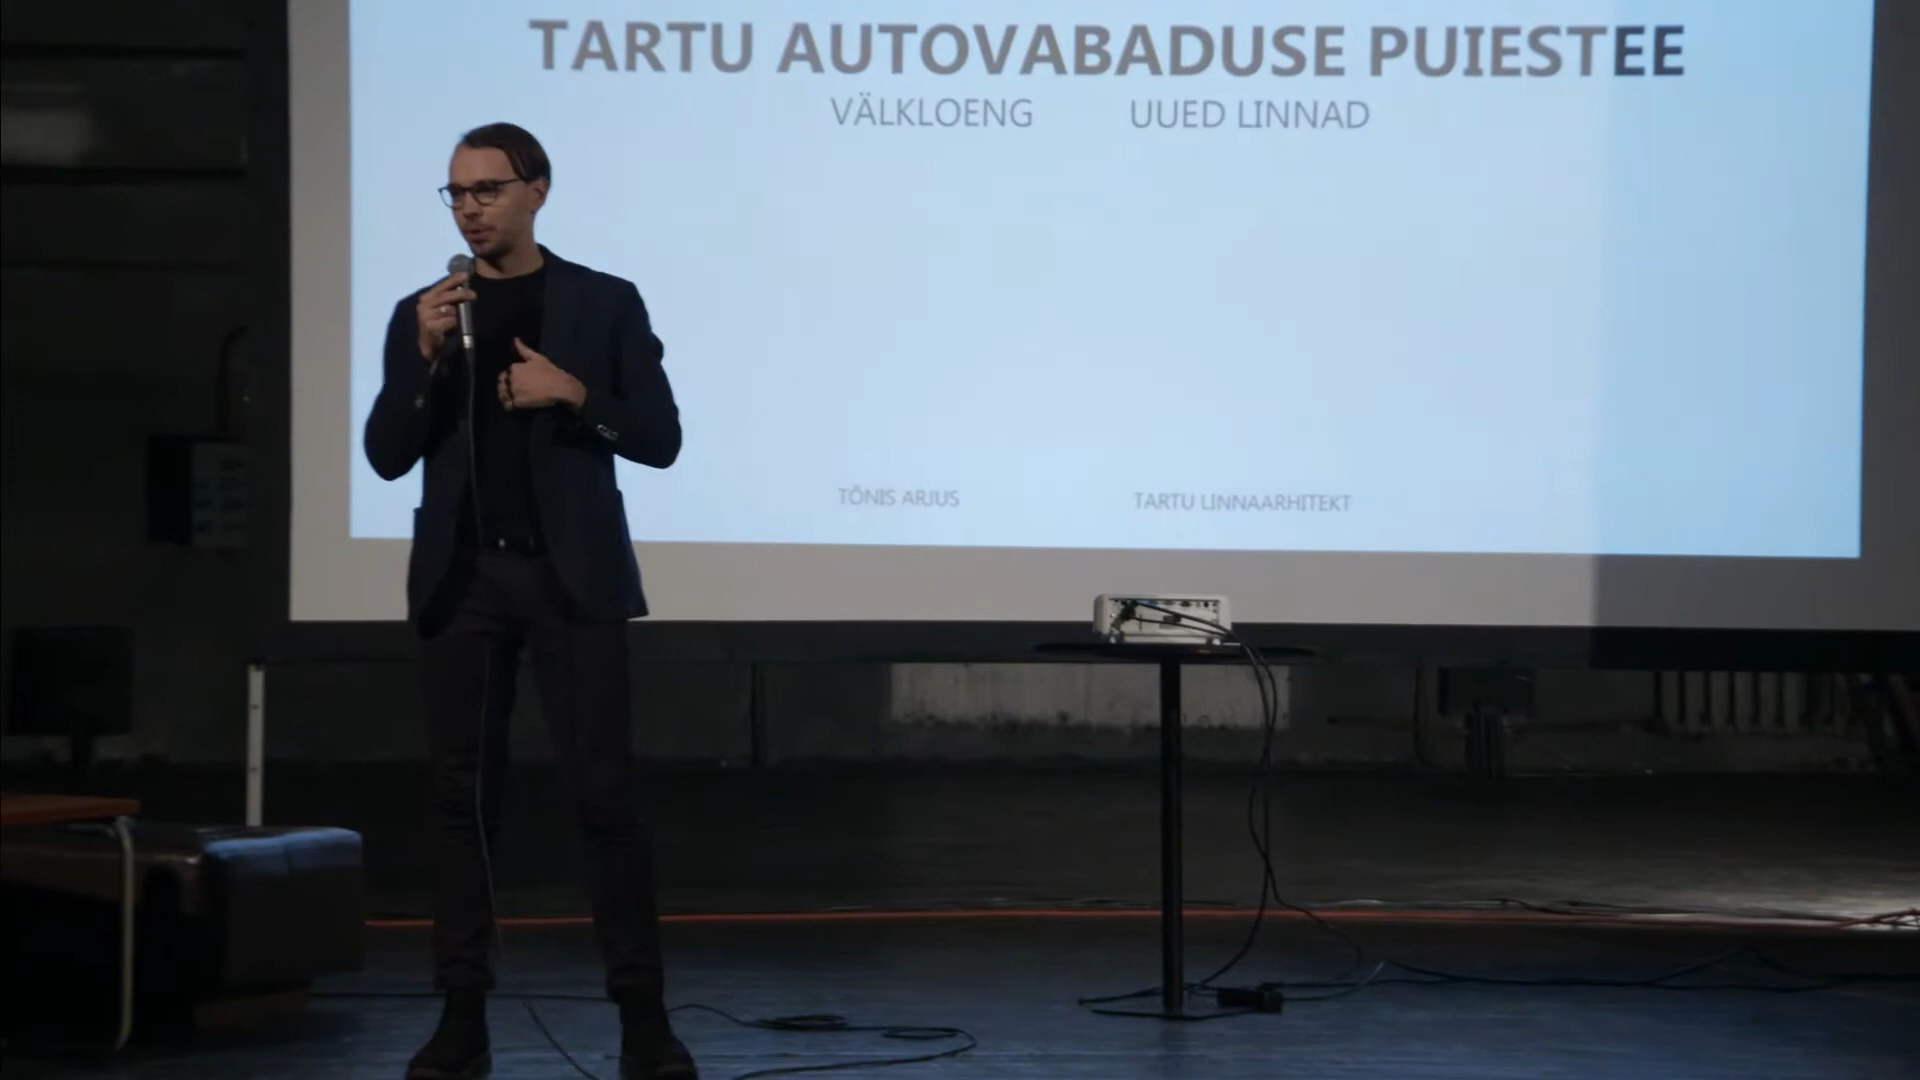 TARTU AUTOVABADUSE PUIESTEE
VÄLKLOENG UUED LINNAD
TÕNIS ARJUS TARTU LINNAARHITEKT